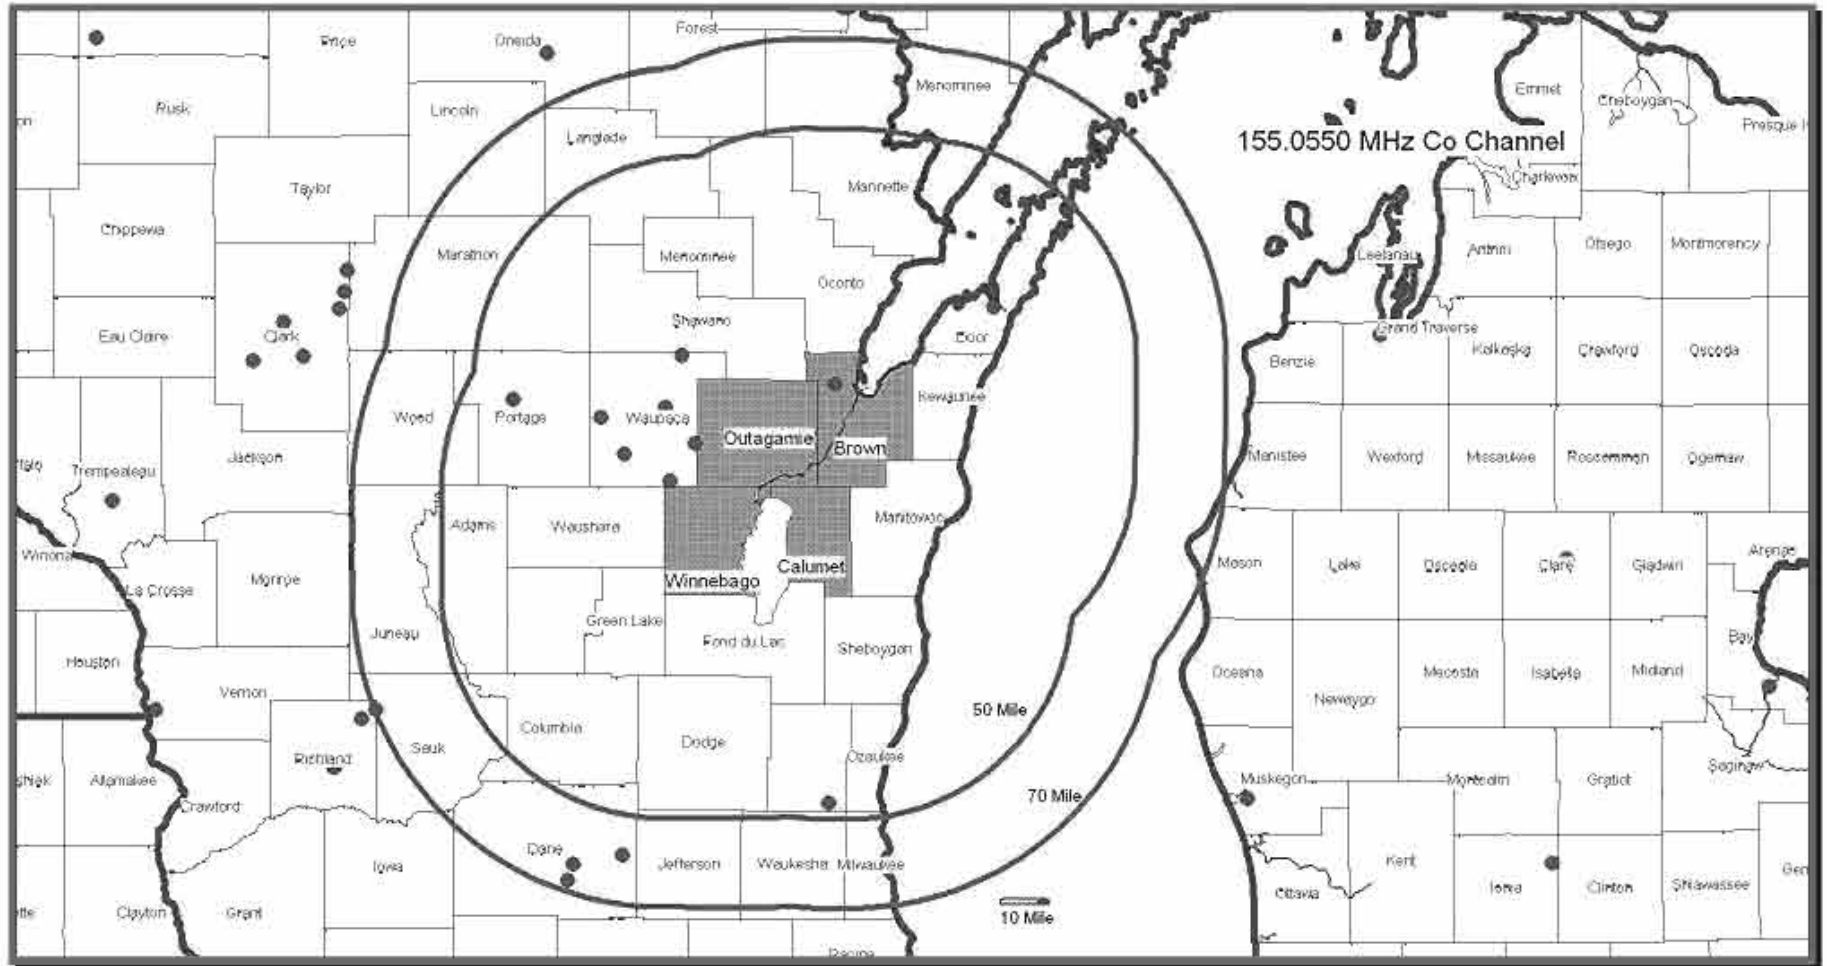 Forest
Price
Oneida
Menominee
Emmet
Cheboygan
Rusk
Lincoln
Langlade
155.0550 MHz Co Channel
Presque I
Taylor
Charlevoix
Chippewa
Marathon
Menominee
Oconto
Leelanau
Antrim
Otsego
Montmorency
Shawano
Eau Claire
Clark
Door
Grand Traverse
Benzie
Kalkaska
Crawford
Oscoda
Wood
Portage
Waupaca
Kewaunee
Outagamie
Brown
Jackson
Trempealeau
Manistee
Wexford
Missaukee
Roscommon
Ogemaw
Adams
Waushara
Manitowoc
Winona
La Crosse
Monroe
Winnebago
Calumet
Mason
Lake
Osceola
Clare
Gladwin
Arenac
Juneau
Green Lake
Fond du Lac
Sheboygan
Bay
Houston
Vernon
Oceana
Newaygo
Mecosta
Isabella
Midland
50 Mile
Columbia
Dodge
Sauk
Richland
Ozaukee
Saginaw
Allamakee
Crawford
Muskegon
Montcalm
Gratiot
70 Mile
Dane
Iowa
Jefferson
Waukesha
Milwaukee
Kent
Ionia
Clinton
Shiawassee
Gen
Ottawa
Clayton
Grant
10 Mile
Racine